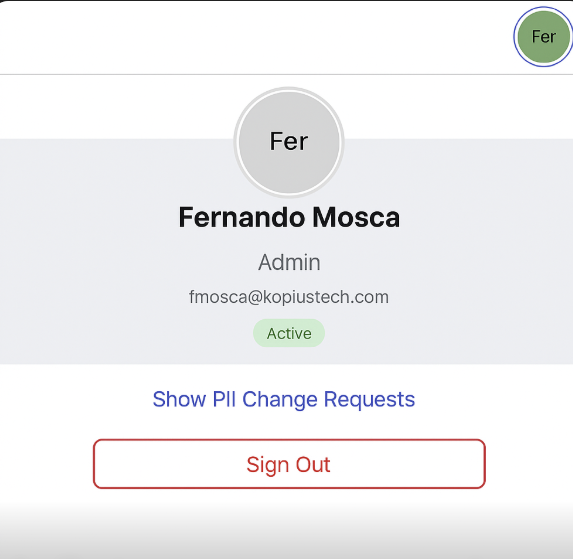 Fer
Fer
Fernando Mosca
Admin
fmosca@kopiustech.com
Active
Show PII Change Requests
Sign Out